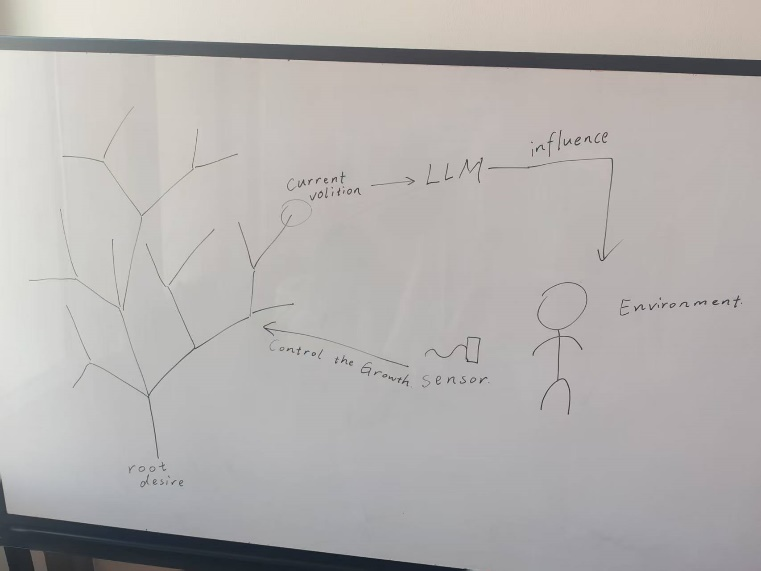 influence
Current
volition
LLM
Environment.
Control the Growth
sensor.
root
desire